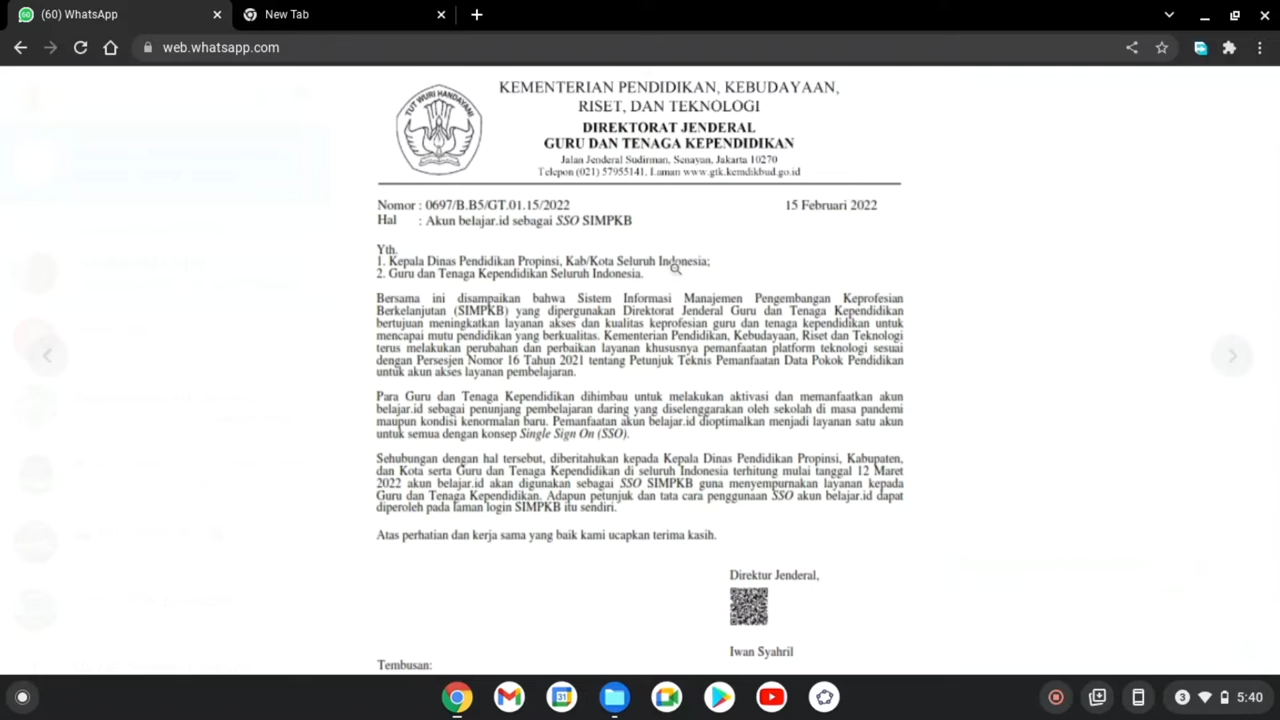 (60) WhatsApp
New Tab
web.whatsapp.com
TUT WURI HANDAYANI
KEMENTERIAN PENDIDIKAN, KEBUDAYAAN,
RISET, DAN TEKNOLOGI
DIREKTORAT JENDERAL
GURU DAN TENAGA KEPENDIDIKAN
Jalan Jenderal Sudirman, Senayan, Jakarta 10270
Telepon (021) 57955141, Laman www.gtk.kemdikbud.go.id
Nomor : 0697/B.B5/GT.01.15/2022 15 Februari 2022
Hal : Akun belajar.id sebagai SSO SIMPKB
Yth.
1. Kepala Dinas Pendidikan Propinsi, Kab/Kota Seluruh Indonesia;
2. Guru dan Tenaga Kependidikan Seluruh Indonesia.
Bersama ini disampaikan bahwa Sistem Informasi Manajemen Pengembangan Keprofesian
Berkelanjutan (SIMPKB) yang dipergunakan Direktorat Jenderal Guru dan Tenaga Kependidikan
bertujuan meningkatkan layanan akses dan kualitas keprofesian guru dan tenaga kependidikan untuk
mencapai mutu pendidikan yang berkualitas. Kementerian Pendidikan, Kebudayaan, Riset dan Teknologi
terus melakukan perubahan dan perbaikan layanan khususnya pemanfaatan platform teknologi sesuai
dengan Persesjen Nomor 16 Tahun 2021 tentang Petunjuk Teknis Pemanfaatan Data Pokok Pendidikan
untuk akun akses layanan pembelajaran.
Para Guru dan Tenaga Kependidikan dihimbau untuk melakukan aktivasi dan memanfaatkan akun
belajar.id sebagai penunjang pembelajaran daring yang diselenggarakan oleh sekolah di masa pandemi
maupun kondisi kenormalan baru. Pemanfaatan akun belajar.id dioptimalkan menjadi layanan satu akun
untuk semua dengan konsep Single Sign On (SSO).
Sehubungan dengan hal tersebut, diberitahukan kepada Kepala Dinas Pendidikan Propinsi, Kabupaten,
dan Kota serta Guru dan Tenaga Kependidikan di seluruh Indonesia terhitung mulai tanggal 12 Maret
2022 akun belajar.id akan digunakan sebagai SSO SIMPKB guna menyempurnakan layanan kepada
Guru dan Tenaga Kependidikan. Adapun petunjuk dan tata cara penggunaan SSO akun belajar.id dapat
diperoleh pada laman login SIMPKB itu sendiri.
Atas perhatian dan kerja sama yang baik kami ucapkan terima kasih.
Direktur Jenderal,
Iwan Syahril
Tembusan:
31
3
5:40